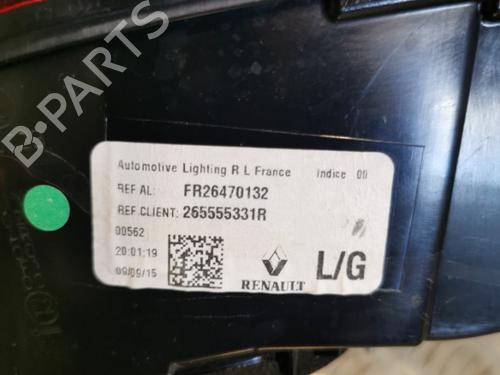 B-PARTS
Automotive Lighting R L France    indice 00
REF AL:    FR26470132
REF CLIENT: 265555331R
00562
20:01:19
09/09/15
RENAULT
L/G